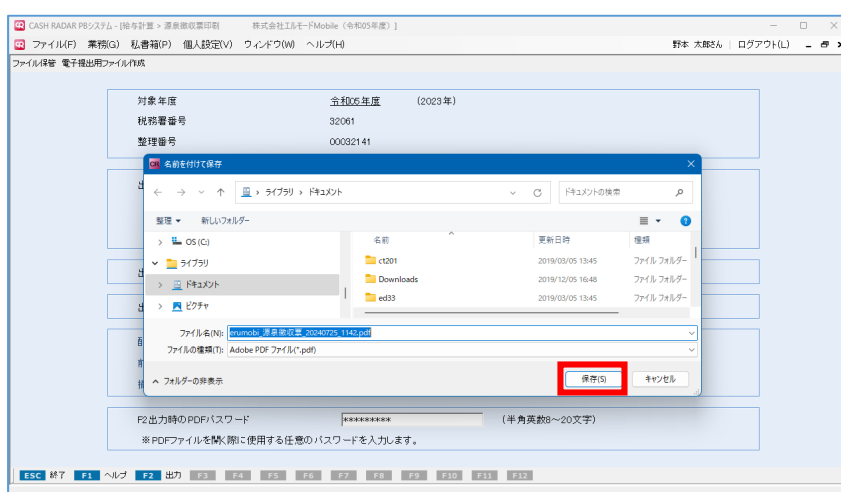 CASH RADAR PBシステム - [給与計算 > 源泉徴収票印刷 株式会社エルモードMobile（令和05年度）]
ファイル(F) 業務(G) 私書箱(P) 個人設定(V) ウィンドウ(W) ヘルプ(H) 野本 太郎さん ログアウト(L)
ファイル保管 電子提出用ファイル作成
対象年度 令和05年度 (2023年)
税務署番号 32061
整理番号 00032141
名前を付けて保存
ライブラリ › ドキュメント ドキュメントの検索
整理 新しいフォルダー
OS (C:)
ライブラリ
ドキュメント
ピクチャ
名前 更新日時 種類
ct201 2019/03/05 13:45 ファイル フォルダー
Downloads 2019/12/05 16:48 ファイル フォルダー
ed33 2019/03/05 13:45 ファイル フォルダー
ファイル名(N): erumobi_源泉徴収票_20240725_1142.pdf
ファイルの種類(T): Adobe PDF ファイル(*.pdf)
フォルダーの非表示 保存(S) キャンセル
F2出力時のPDFパスワード ********* (半角英数8～20文字)
※PDFファイルを開く際に使用する任意のパスワードを入力します。
ESC 終了 F1 ヘルプ F2 出力 F3 F4 F5 F6 F7 F8 F9 F10 F11 F12